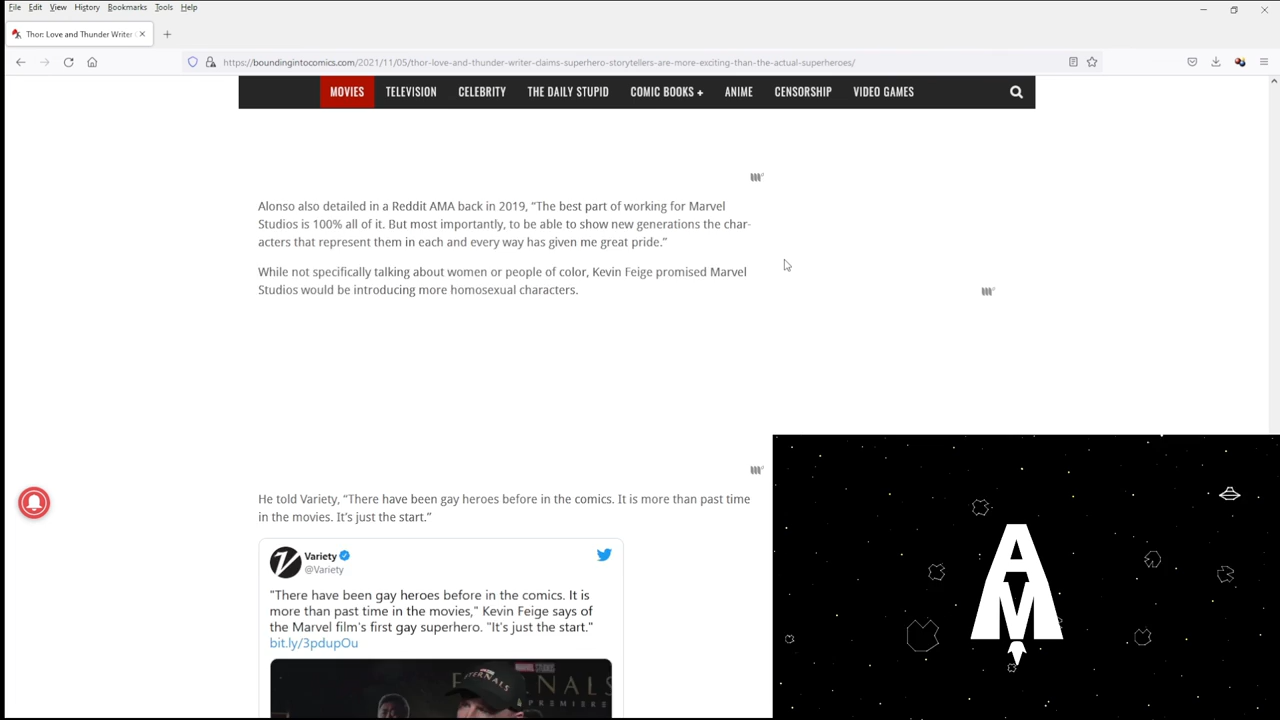 File Edit View History Bookmarks Tools Help
Thor: Love and Thunder Writer
https://boundingintocomics.com/2021/11/05/thor-love-and-thunder-writer-claims-superhero-storytellers-are-more-exciting-than-the-actual-superheroes/
MOVIES TELEVISION CELEBRITY THE DAILY STUPID COMIC BOOKS + ANIME CENSORSHIP VIDEO GAMES
Alonso also detailed in a Reddit AMA back in 2019, “The best part of working for Marvel
Studios is 100% all of it. But most importantly, to be able to show new generations the char-
acters that represent them in each and every way has given me great pride.”
While not specifically talking about women or people of color, Kevin Feige promised Marvel
Studios would be introducing more homosexual characters.
He told Variety, “There have been gay heroes before in the comics. It is more than past time
in the movies. It’s just the start.”
Variety
@Variety
"There have been gay heroes before in the comics. It is
more than past time in the movies," Kevin Feige says of
the Marvel film's first gay superhero. "It's just the start."
bit.ly/3pdupOu
MARVEL STUDIOS
ETERNALS
ETERNALS
PREMIERE
AM